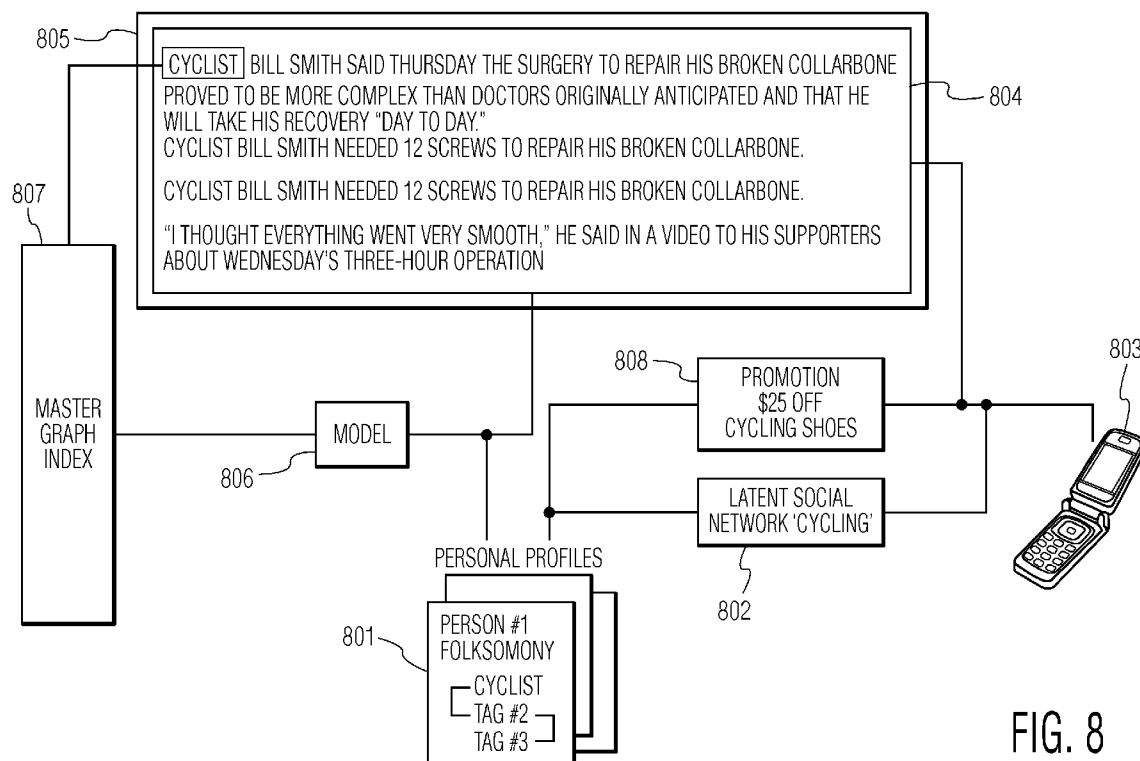 805
CYCLIST BILL SMITH SAID THURSDAY THE SURGERY TO REPAIR HIS BROKEN COLLARBONE
PROVED TO BE MORE COMPLEX THAN DOCTORS ORIGINALLY ANTICIPATED AND THAT HE
WILL TAKE HIS RECOVERY "DAY TO DAY."
CYCLIST BILL SMITH NEEDED 12 SCREWS TO REPAIR HIS BROKEN COLLARBONE.
CYCLIST BILL SMITH NEEDED 12 SCREWS TO REPAIR HIS BROKEN COLLARBONE.
"I THOUGHT EVERYTHING WENT VERY SMOOTH," HE SAID IN A VIDEO TO HIS SUPPORTERS
ABOUT WEDNESDAY'S THREE-HOUR OPERATION
804
807
MASTER
GRAPH
INDEX
MODEL
806
808
PROMOTION
$25 OFF
CYCLING SHOES
803
LATENT SOCIAL
NETWORK 'CYCLING'
802
PERSONAL PROFILES
801
PERSON #1
FOLKSOMONY
CYCLIST
TAG #2
TAG #3
FIG. 8